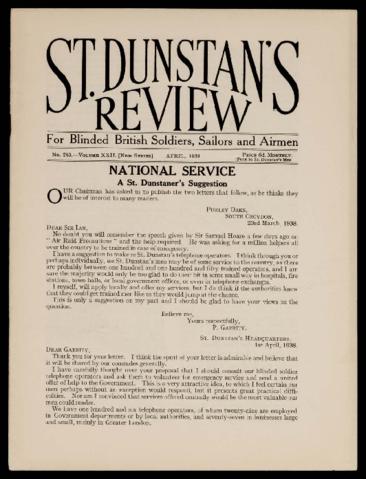 ST. DUNSTAN'S
REVIEW
For Blinded British Soldiers, Sailors and Airmen
No. 240.—VOLUME XXII. [NEW SERIES] APRIL, 1938 PRICE 6d. MONTHLY.
[FREE TO ST. DUNSTAN'S MEN
NATIONAL SERVICE
A St. Dunstaner's Suggestion
OUR Chairman has asked us to publish the two letters that follow, as he thinks they
will be of interest to many readers.
PURLEY OAKS,
SOUTH CROYDON,
23rd March, 1938.
DEAR SIR IAN,
No doubt you will remember the speech given by Sir Samuel Hoare a few days ago on
"Air Raid Precautions" and the help required. He was asking for a million helpers all
over the country to be trained in case of emergency.
I have a suggestion to make re St. Dunstan's telephone operators. I think through you or
perhaps individually, we St. Dunstan's men may be of some service to the country, as there
are probably between one hundred and one hundred and fifty trained operators, and I am
sure the majority would only be too glad to do their bit in some small way in hospitals, fire
stations, town halls, or local government offices, or even in telephone exchanges.
I myself, will apply locally and offer my services, but I do think if the authorities knew
that they could get trained men like us they would jump at the chance.
This is only a suggestion on my part and I should be glad to have your views on the
question.
Believe me,
Yours respectfully,
P. GARRITY.
ST. DUNSTAN'S HEADQUARTERS.
1st April, 1938.
DEAR GARRITY,
Thank you for your letter. I think the spirit of your letter is admirable and believe that
it will be shared by our comrades generally.
I have carefully thought over your proposal that I should consult our blinded soldier
telephone operators and ask them to volunteer for emergency service and send a united
offer of help to the Government. This is a very attractive idea, to which I feel certain our
men perhaps without an exception would respond, but it presents great practical diffi-
culties. Nor am I convinced that services offered annually would be the most valuable our
men could render.
We have one hundred and six telephone operators, of whom twenty-nine are employed
in Government departments or by local authorities, and seventy-seven in businesses large
and small, mainly in Greater London.